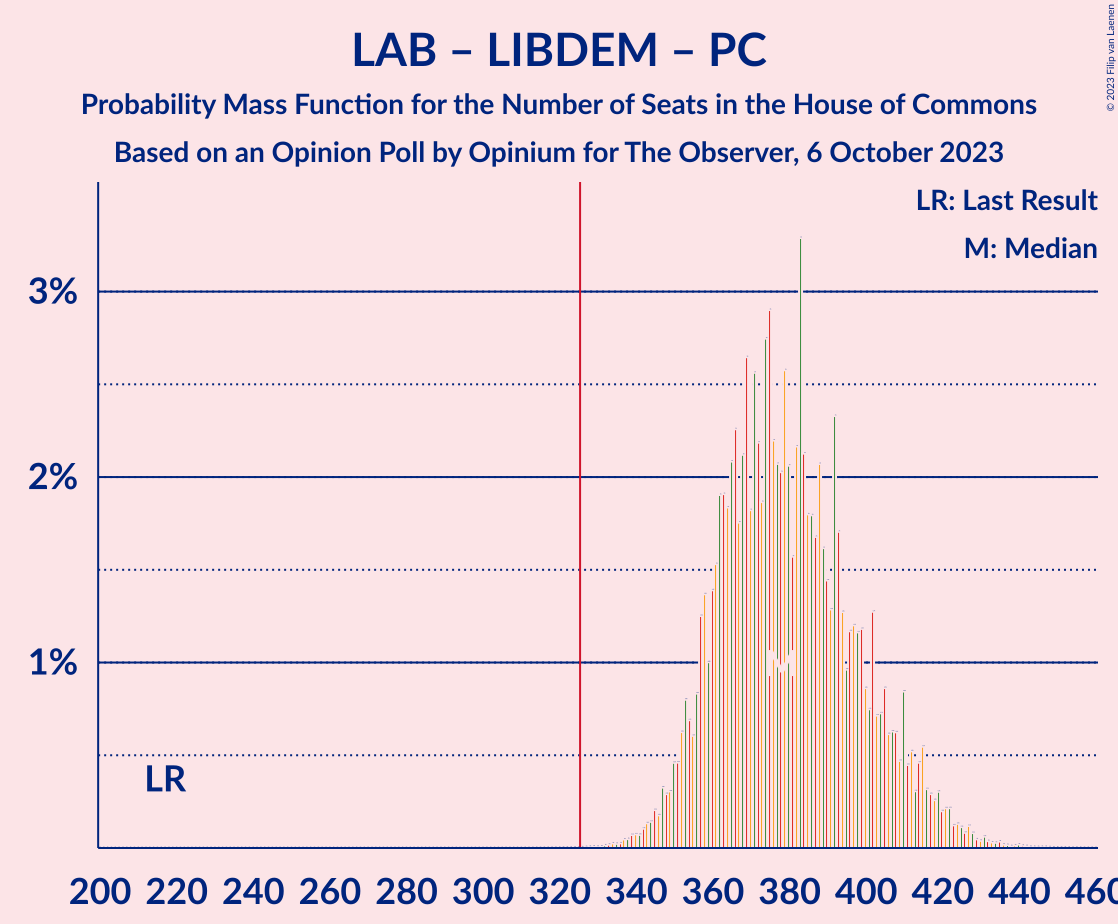 LAB – LIBDEM – PC
Probability Mass Function for the Number of Seats in the House of Commons
Based on an Opinion Poll by Opinium for The Observer, 6 October 2023
© 2023 Filip van Laenen
LR: Last Result
M: Median
3%
2%
1%
LR
M
200 220 240 260 280 300 320 340 360 380 400 420 440 460